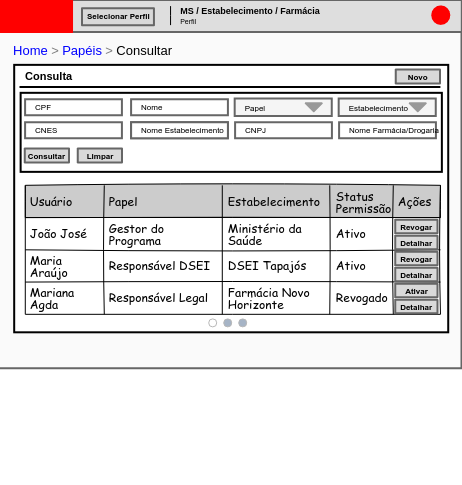 Selecionar Perfil
MS / Estabelecimento / Farmácia
Perfil
Home > Papéis > Consultar
Consulta
Novo
CPF
Nome
Papel
Estabelecimento
CNES
Nome Estabelecimento
CNPJ
Nome Farmácia/Drogaria
Consultar
Limpar
Usuário
Papel
Estabelecimento
Status
Permissão
Ações
João José
Gestor do
Programa
Ministério da
Saúde
Ativo
Revogar
Detalhar
Maria
Araújo
Responsável DSEI
DSEI Tapajós
Ativo
Revogar
Detalhar
Mariana
Agda
Responsável Legal
Farmácia Novo
Horizonte
Revogado
Ativar
Detalhar